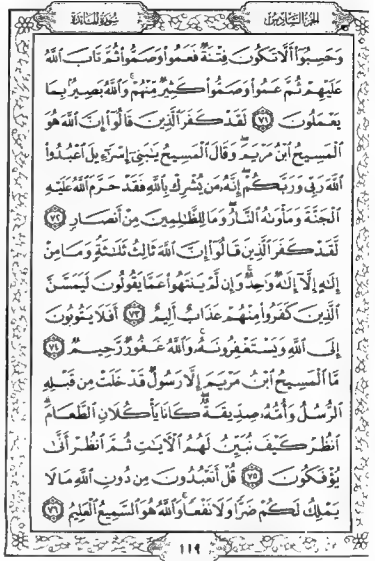 الجزء السادس
سورة المائدة
وَحَسِبُوٓا۟ أَلَّا تَكُونَ فِتْنَةٌ فَعَمُوا۟ وَصَمُّوا۟ ثُمَّ تَابَ ٱللَّهُ
عَلَيْهِمْ ثُمَّ عَمُوا۟ وَصَمُّوا۟ كَثِيرٌ مِّنْهُمْ ۚ وَٱللَّهُ بَصِيرٌۢ بِمَا
يَعْمَلُونَ ٧١ لَقَدْ كَفَرَ ٱلَّذِينَ قَالُوٓا۟ إِنَّ ٱللَّهَ هُوَ
ٱلْمَسِيحُ ٱبْنُ مَرْيَمَ ۖ وَقَالَ ٱلْمَسِيحُ يَٰبَنِىٓ إِسْرَٰٓءِيلَ ٱعْبُدُوا۟
ٱللَّهَ رَبِّى وَرَبَّكُمْ ۖ إِنَّهُۥ مَن يُشْرِكْ بِٱللَّهِ فَقَدْ حَرَّمَ ٱللَّهُ عَلَيْهِ
ٱلْجَنَّةَ وَمَأْوَىٰهُ ٱلنَّارُ ۖ وَمَا لِلظَّٰلِمِينَ مِنْ أَنصَارٍ ٧٢
لَّقَدْ كَفَرَ ٱلَّذِينَ قَالُوٓا۟ إِنَّ ٱللَّهَ ثَالِثُ ثَلَٰثَةٍ ۘ وَمَا مِنْ
إِلَٰهٍ إِلَّآ إِلَٰهٌ وَٰحِدٌ ۚ وَإِن لَّمْ يَنتَهُوا۟ عَمَّا يَقُولُونَ لَيَمَسَّنَّ
ٱلَّذِينَ كَفَرُوا۟ مِنْهُمْ عَذَابٌ أَلِيمٌ ٧٣ أَفَلَا يَتُوبُونَ
إِلَى ٱللَّهِ وَيَسْتَغْفِرُونَهُۥ ۚ وَٱللَّهُ غَفُورٌ رَّحِيمٌ ٧٤
مَّا ٱلْمَسِيحُ ٱبْنُ مَرْيَمَ إِلَّا رَسُولٌ قَدْ خَلَتْ مِن قَبْلِهِ
ٱلرُّسُلُ وَأُمُّهُۥ صِدِّيقَةٌ ۖ كَانَا يَأْكُلَانِ ٱلطَّعَامَ ۗ
ٱنظُرْ كَيْفَ نُبَيِّنُ لَهُمُ ٱلْءَايَٰتِ ثُمَّ ٱنظُرْ أَنَّىٰ
يُؤْفَكُونَ ٧٥ قُلْ أَتَعْبُدُونَ مِن دُونِ ٱللَّهِ مَا لَا
يَمْلِكُ لَكُمْ ضَرًّا وَلَا نَفْعًا ۚ وَٱللَّهُ هُوَ ٱلسَّمِيعُ ٱلْعَلِيمُ ٧٦
١١٩